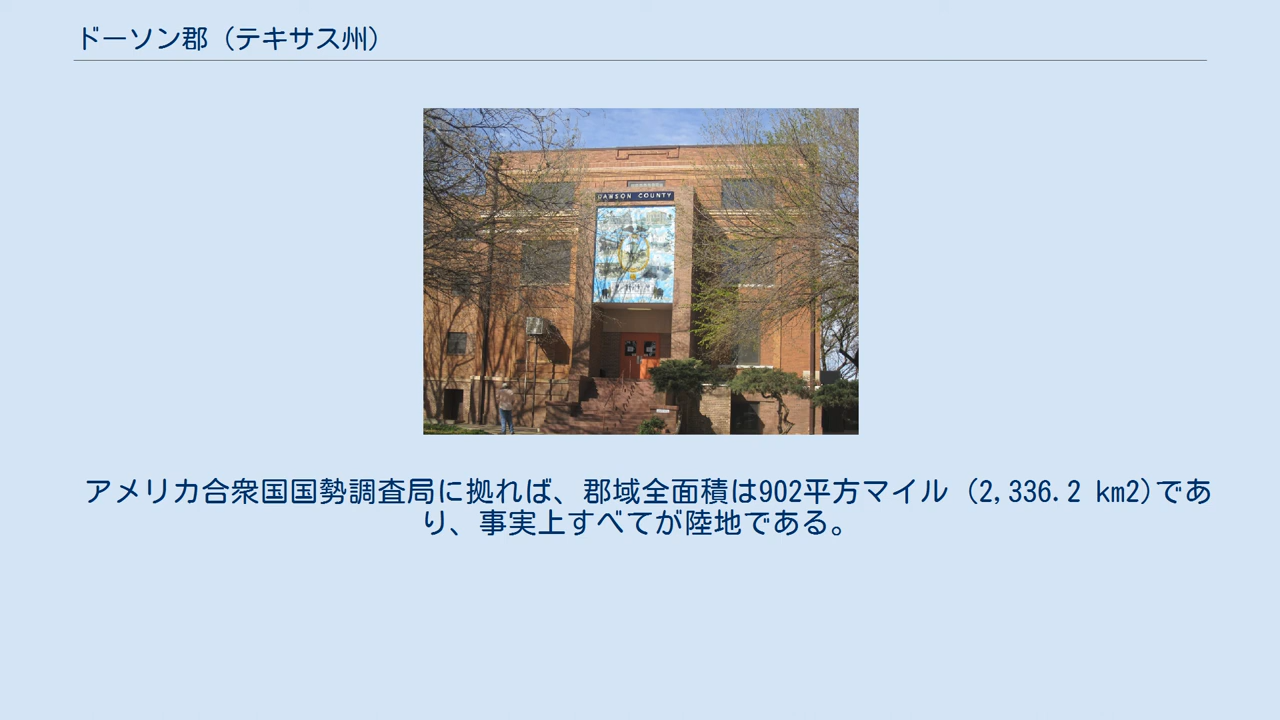 ドーソン郡 (テキサス州)
DAWSON COUNTY
アメリカ合衆国国勢調査局に拠れば、郡域全面積は902平方マイル (2,336.2 km2)であ
り、事実上すべてが陸地である。